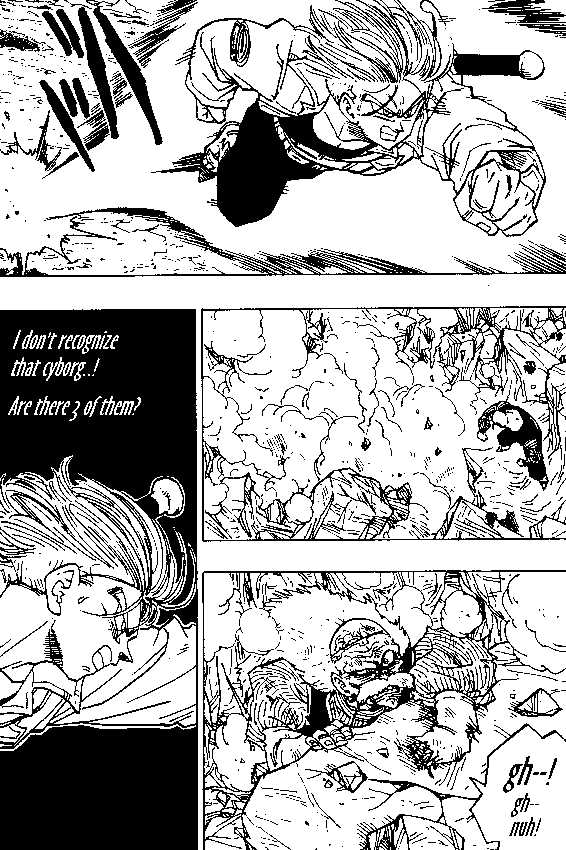 I don't recognize
that cyborg..!
Are there 3 of them?
gh--!
gh--
nuh!